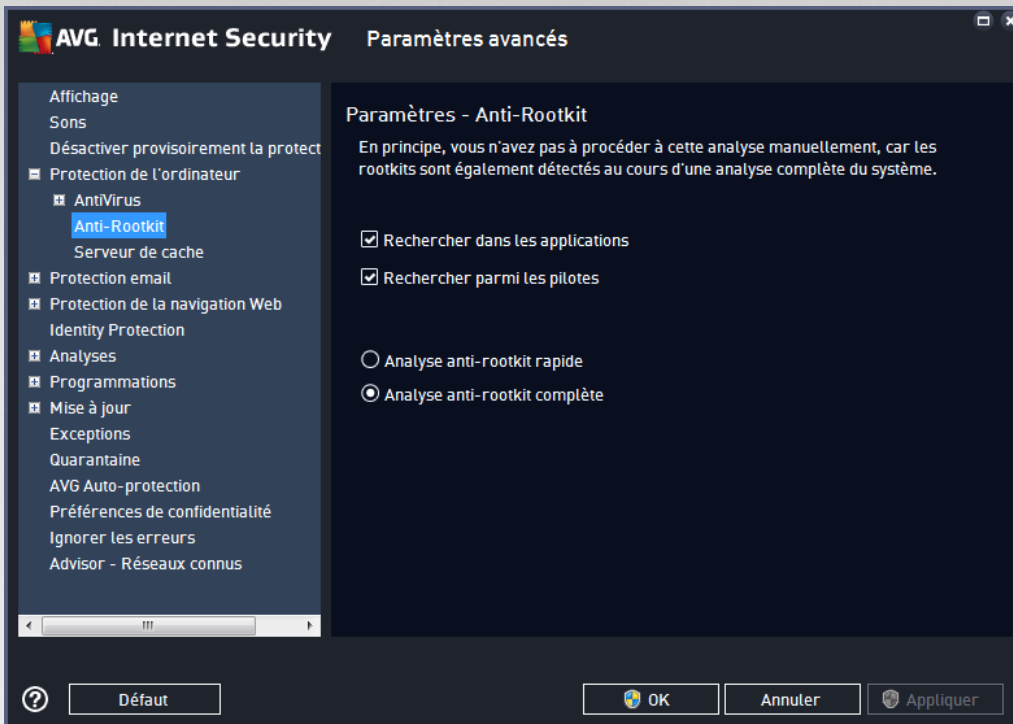 AVG Internet Security Paramètres avancés
Affichage
Sons
Désactiver provisoirement la protect
Protection de l'ordinateur
AntiVirus
Anti-Rootkit
Serveur de cache
Protection email
Protection de la navigation Web
Identity Protection
Analyses
Programmations
Mise à jour
Exceptions
Quarantaine
AVG Auto-protection
Préférences de confidentialité
Ignorer les erreurs
Advisor - Réseaux connus
Paramètres - Anti-Rootkit
En principe, vous n'avez pas à procéder à cette analyse manuellement, car les
rootkits sont également détectés au cours d'une analyse complète du système.
Rechercher dans les applications
Rechercher parmi les pilotes
Analyse anti-rootkit rapide
Analyse anti-rootkit complète
? Défaut OK Annuler Appliquer